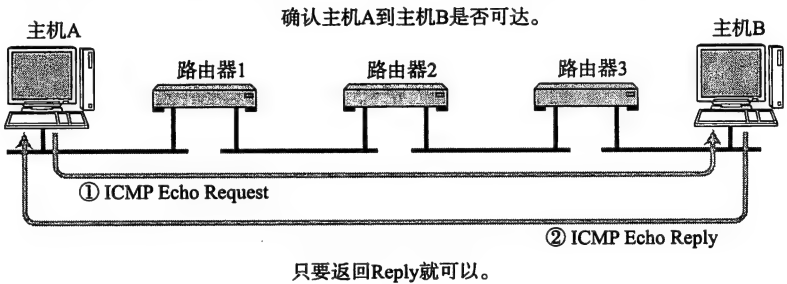 确认主机A到主机B是否可达。
主机A
主机B
路由器1
路由器2
路由器3
① ICMP Echo Request
② ICMP Echo Reply
只要返回Reply就可以。